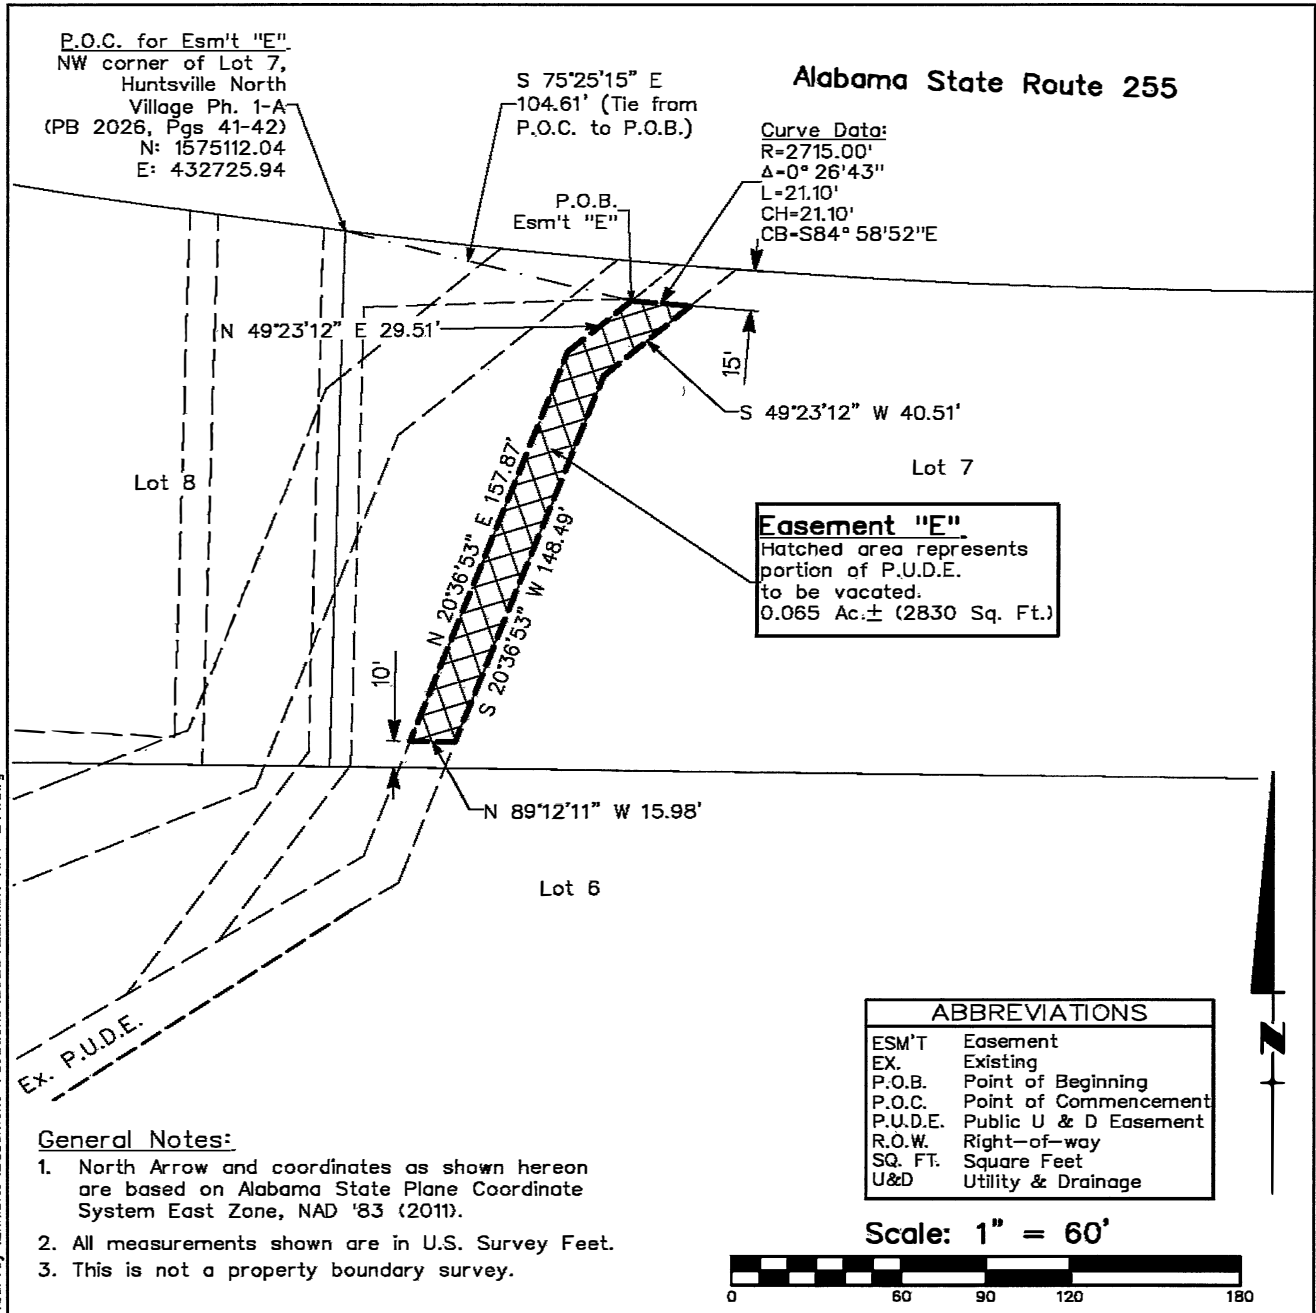 P.O.C. for Esm't "E"
NW corner of Lot 7,
Huntsville North
Village Ph. 1-A
(PB 2026, Pgs 41-42)
N: 1575112.04
E: 432725.94
S 75°25'15" E
104.61' (Tie from
P.O.C. to P.O.B.)
Alabama State Route 255
Curve Data:
R=2715.00'
Δ=0° 26'43"
L=21.10'
CH=21.10'
CB=S84° 58'52"E
P.O.B.
Esm't "E"
N 49°23'12" E 29.51'
15'
S 49°23'12" W 40.51'
Lot 8
Lot 7
N 20°36'53" E 157.87'
S 20°36'53" W 148.49'
Easement "E"
Hatched area represents
portion of P.U.D.E.
to be vacated.
0.065 Ac.± (2830 Sq. Ft.)
10'
N 89°12'11" W 15.98'
Lot 6
Ex. P.U.D.E.
ABBREVIATIONS
ESM'T Easement
EX. Existing
P.O.B. Point of Beginning
P.O.C. Point of Commencement
P.U.D.E. Public U & D Easement
R.O.W. Right-of-way
SQ. FT. Square Feet
U&D Utility & Drainage
N
General Notes:
1. North Arrow and coordinates as shown hereon
are based on Alabama State Plane Coordinate
System East Zone, NAD '83 (2011).
2. All measurements shown are in U.S. Survey Feet.
3. This is not a property boundary survey.
Scale: 1" = 60'
0 60 90 120 180